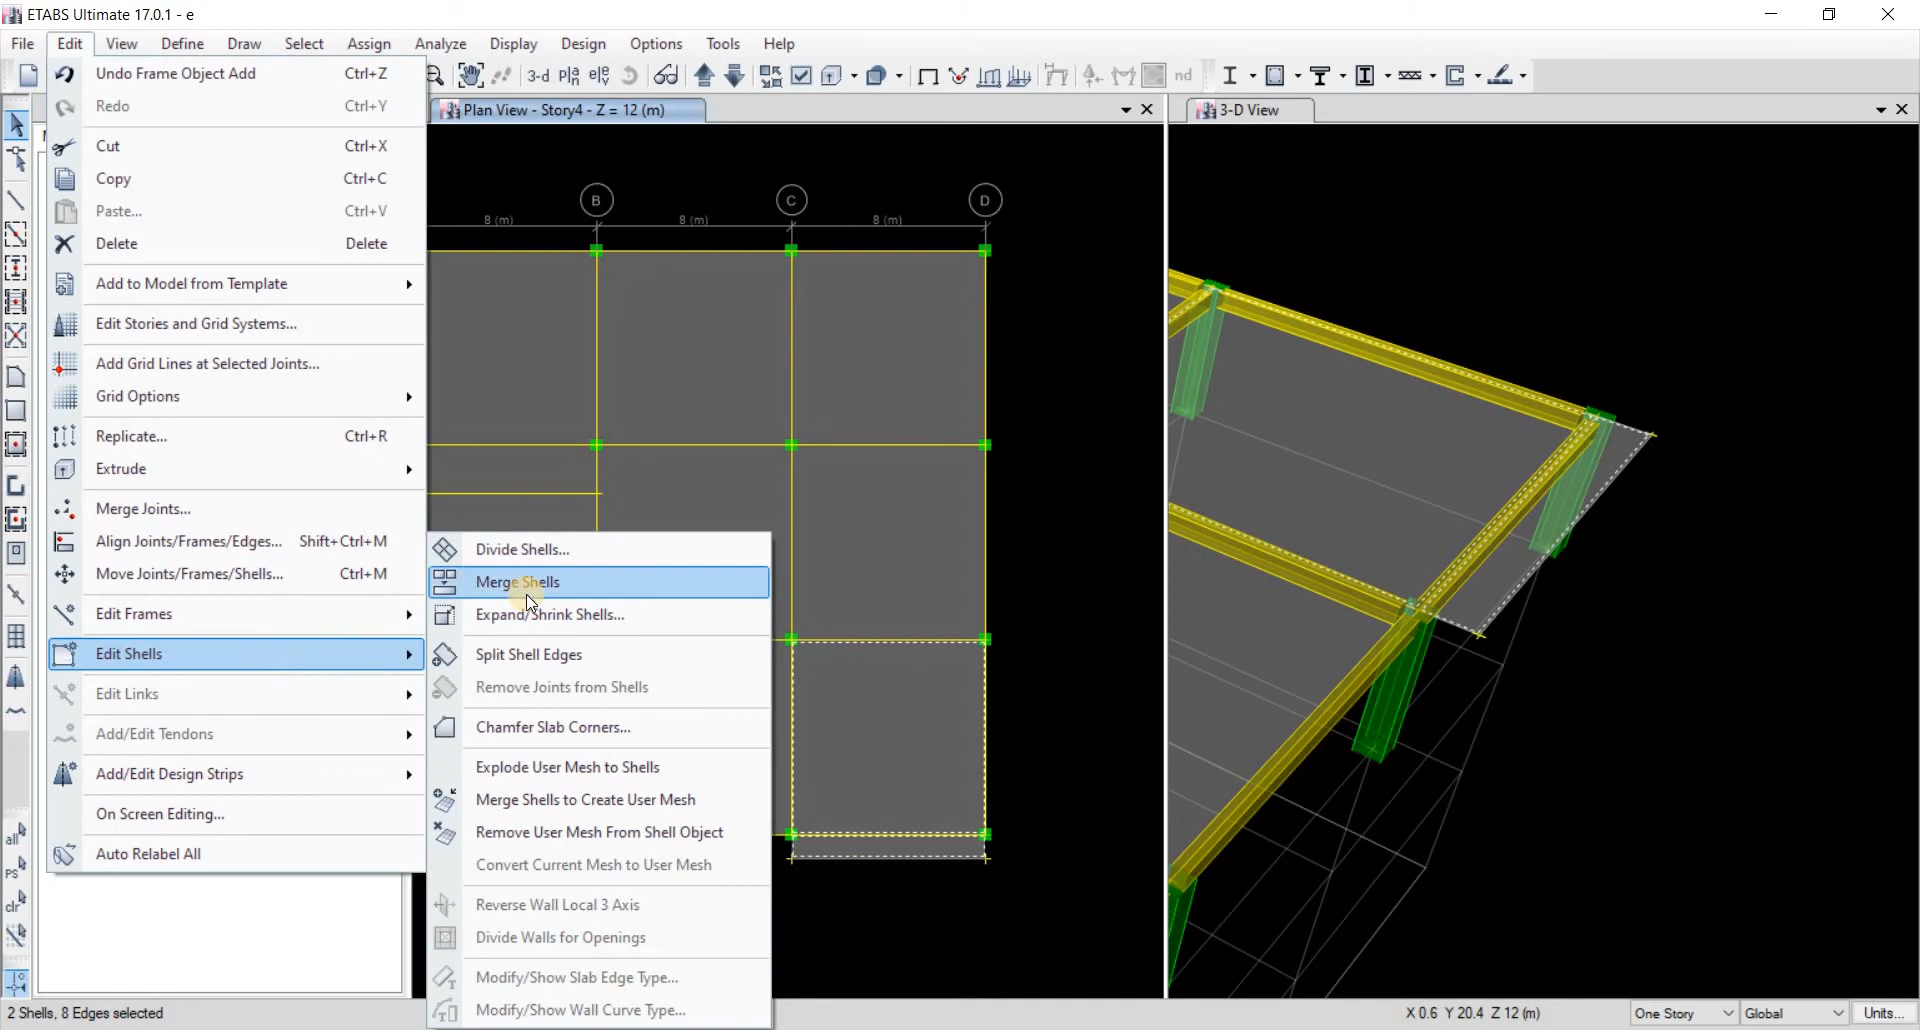 ETABS Ultimate 17.0.1 - e
File Edit View Define Draw Select Assign Analyze Display Design Options Tools Help
3-d nd
Undo Frame Object Add Ctrl+Z
Redo Ctrl+Y
Cut Ctrl+X
Copy Ctrl+C
Paste... Ctrl+V
Delete Delete
Add to Model from Template
Edit Stories and Grid Systems...
Add Grid Lines at Selected Joints...
Grid Options
Replicate... Ctrl+R
Extrude
Merge Joints...
Align Joints/Frames/Edges... Shift+Ctrl+M
Move Joints/Frames/Shells... Ctrl+M
Edit Frames
Edit Shells
Edit Links
Add/Edit Tendons
Add/Edit Design Strips
On Screen Editing...
Auto Relabel All
all
PS
clr
Plan View - Story4 - Z = 12 (m)
B C D
8 (m) 8 (m) 8 (m)
Divide Shells...
Merge Shells
Expand/Shrink Shells...
Split Shell Edges
Remove Joints from Shells
Chamfer Slab Corners...
Explode User Mesh to Shells
Merge Shells to Create User Mesh
Remove User Mesh From Shell Object
Convert Current Mesh to User Mesh
Reverse Wall Local 3 Axis
Divide Walls for Openings
Modify/Show Slab Edge Type...
Modify/Show Wall Curve Type...
3-D View
2 Shells, 8 Edges selected
X 0.6 Y 20.4 Z 12 (m)
One Story
Global
Units...